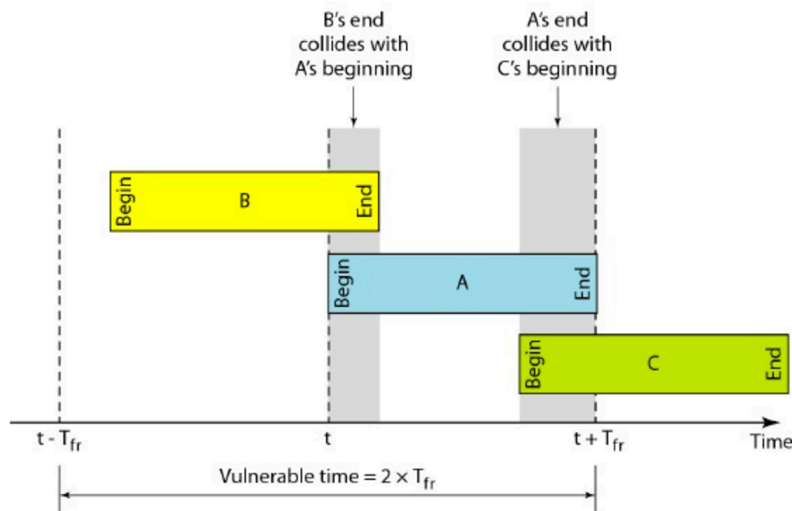 B's end
collides with
A's beginning
A's end
collides with
C's beginning
Begin
B
End
Begin
A
End
Begin
C
End
t - Tfr
t
t + Tfr
Time
Vulnerable time = 2 × Tfr